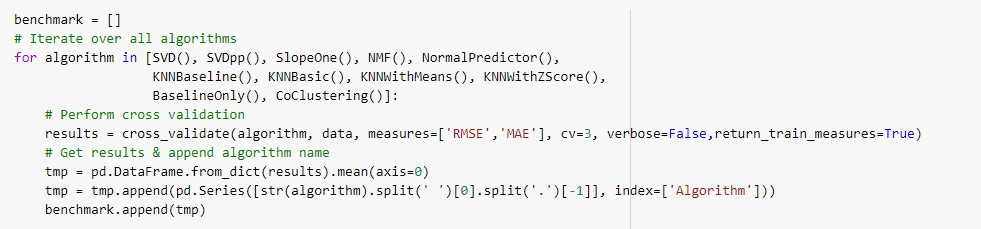 benchmark = []
# Iterate over all algorithms
for algorithm in [SVD(), SVDpp(), SlopeOne(), NMF(), NormalPredictor(),
                  KNNBaseline(), KNNBasic(), KNNWithMeans(), KNNWithZScore(),
                  BaselineOnly(), CoClustering()]:
    # Perform cross validation
    results = cross_validate(algorithm, data, measures=['RMSE','MAE'], cv=3, verbose=False,return_train_measures=True)
    # Get results & append algorithm name
    tmp = pd.DataFrame.from_dict(results).mean(axis=0)
    tmp = tmp.append(pd.Series([str(algorithm).split(' ')[0].split('.')[-1]], index=['Algorithm']))
    benchmark.append(tmp)